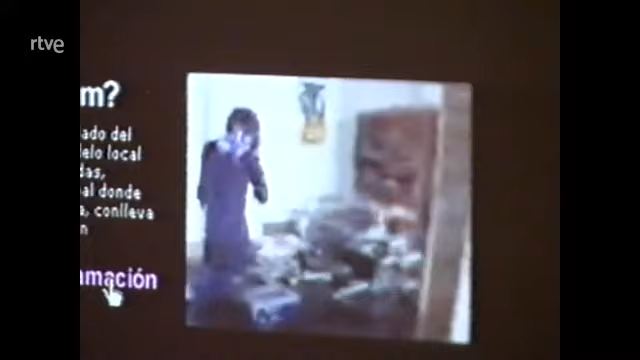 rtve
m?
ado del
elo local
das,
al donde
a, conlleva
n
amación